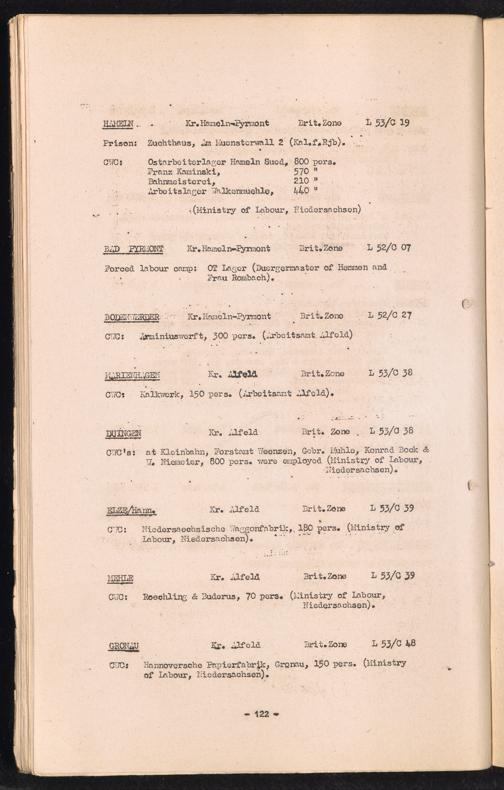 HAMELN Kr.Hameln-Pyrmont Brit.Zone L 53/C 19
Prison: Zuchthaus, Am Muensterwall 2 (Kal.f.Rjb).
CWC: Ostarbeiterlager Hameln Sued, 800 pers.
Franz Kaminski, 570 "
Bahnmeisterei, 210 "
Arbeitslager Walkemuehle, 440 "
(Ministry of Labour, Niedersachsen)
BAD PYRMONT Kr.Hameln-Pyrmont Brit.Zone L 52/C 07
Forced labour camp: OT Lager (Buergermaster of Hemmen and
Frau Rombach).
BODENWERDER Kr.Hameln-Pyrmont Brit.Zone L 52/C 27
CWC: Arminiuswerft, 300 pers. (Arbeitsamt Alfeld)
MARIENHAGEN Kr. Alfeld Brit.Zone L 53/C 38
CWC: Kalkwerk, 150 pers. (Arbeitsamt Alfeld).
DUINGEN Kr. Alfeld Brit. Zone L 53/C 38
CWC's: at Kleinbahn, Forstamt Weenzen, Gebr. Muhle, Konrad Bock &
W. Niemeier, 800 pers. were employed (Ministry of Labour,
Niedersachsen).
ELZE/Hann. Kr. Alfeld Brit.Zone L 53/C 39
CWC: Niedersaechsische Waggonfabrik, 180 pers. (Ministry of
Labour, Niedersachsen).
MEHLE Kr. Alfeld Brit.Zone L 53/C 39
CWC: Roechling & Buderus, 70 pers. (Ministry of Labour,
Niedersachsen).
GRONAU Kr. Alfeld Brit.Zone L 53/C 48
CWC: Hannoversche Papierfabrik, Gronau, 150 pers. (Ministry
of Labour, Niedersachsen).
- 122 -